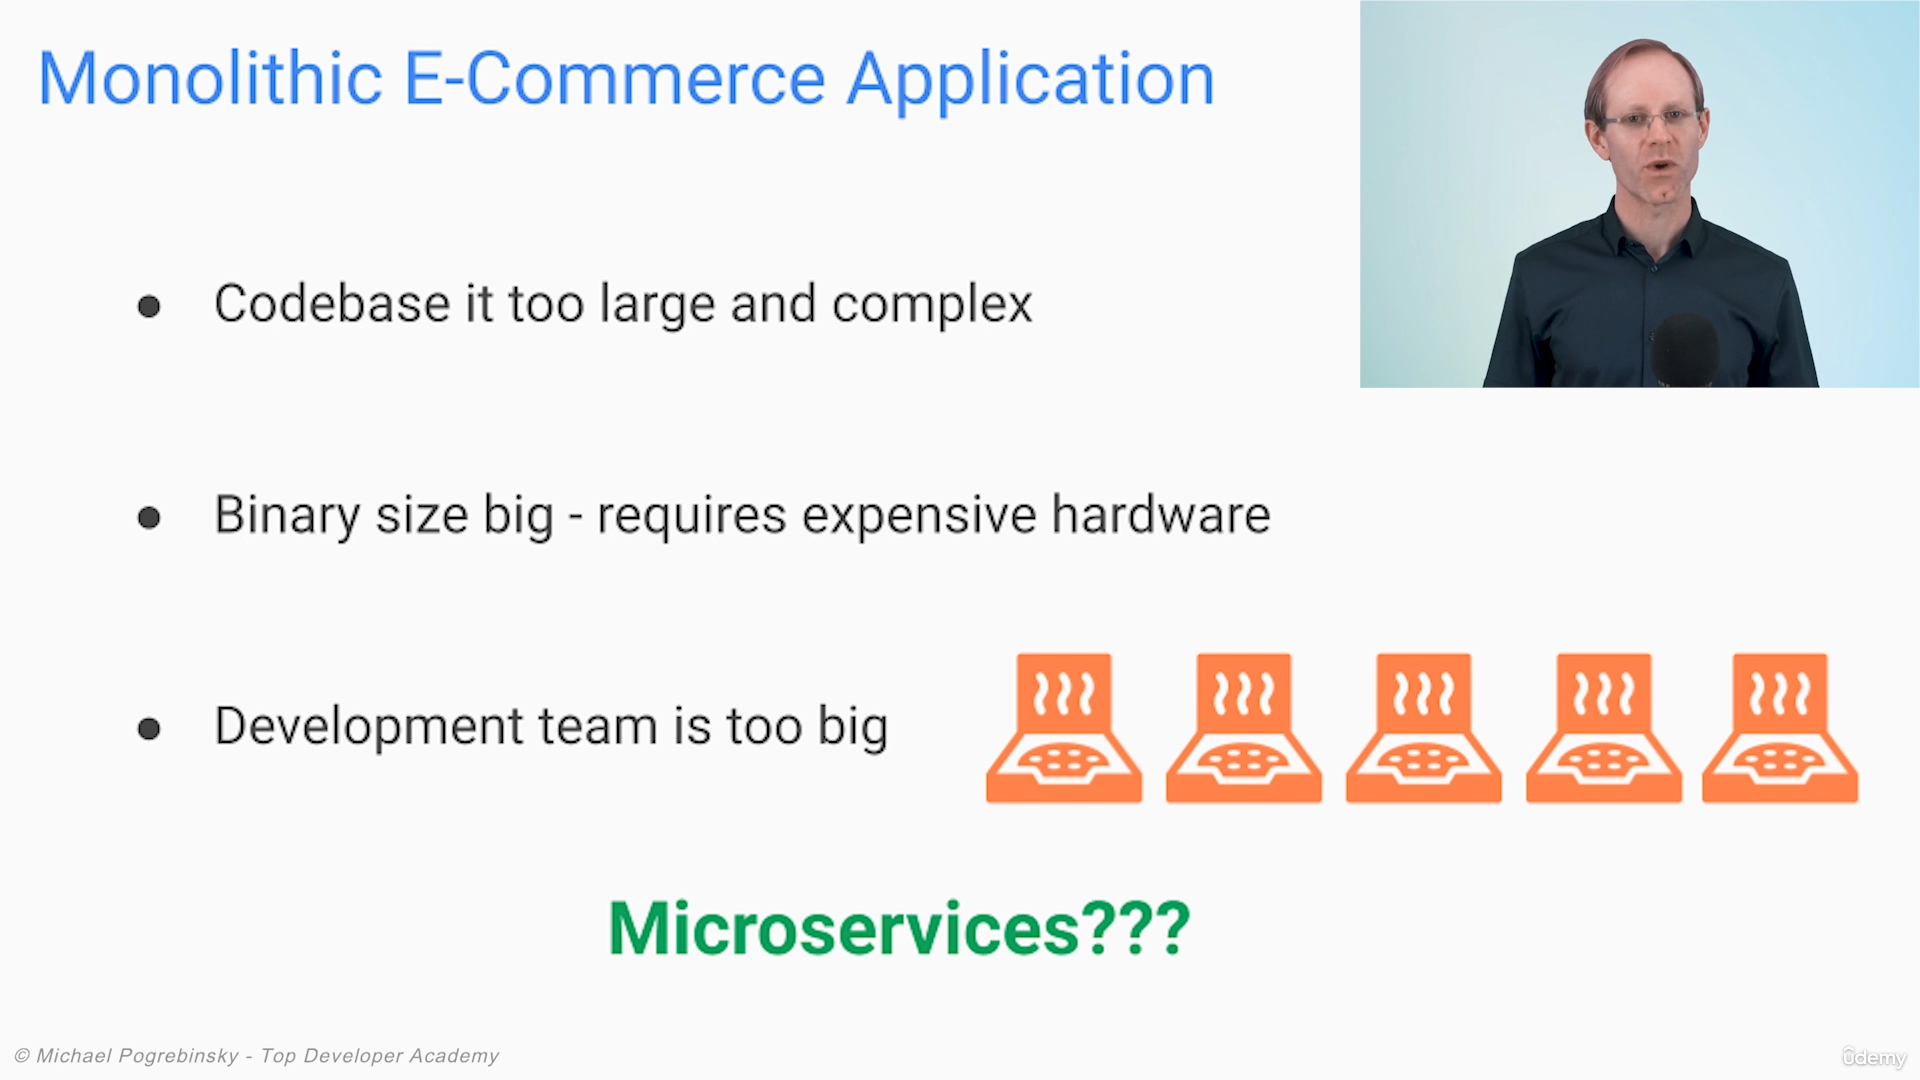 Monolithic E-Commerce Application
● Codebase it too large and complex
● Binary size big - requires expensive hardware
● Development team is too big
Microservices???
© Michael Pogrebinsky - Top Developer Academy
ûdemy